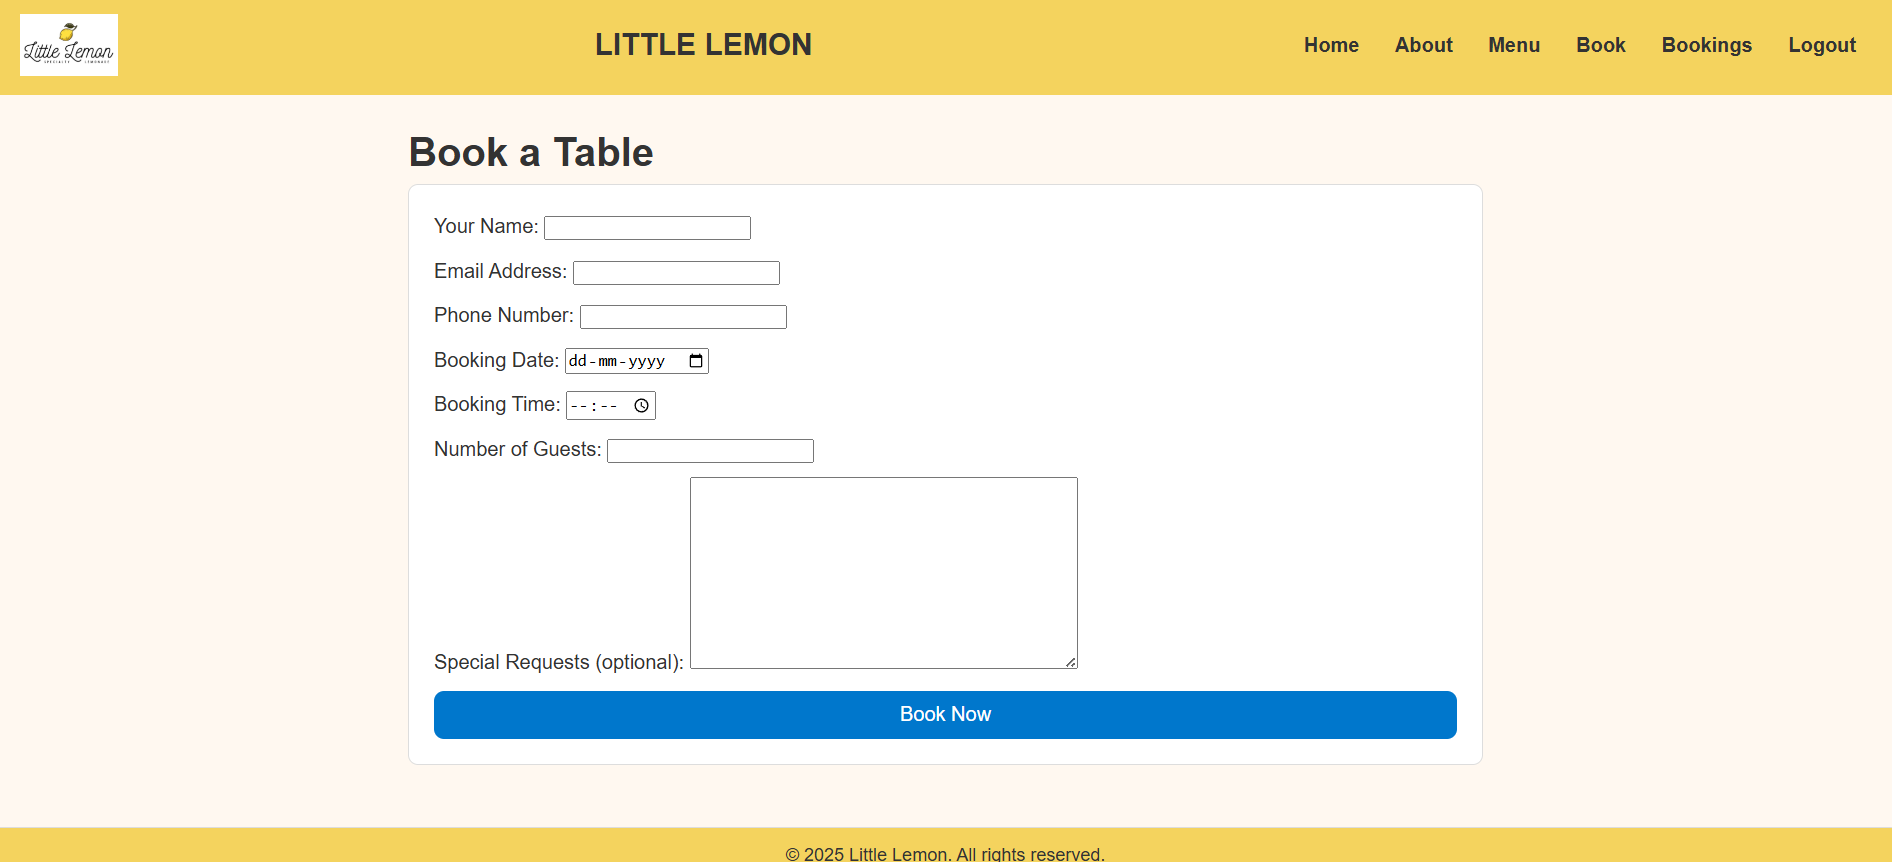 Little Lemon
SPECIALTY LEMONADE
LITTLE LEMON
Home About Menu Book Bookings Logout
Book a Table
Your Name:
Email Address:
Phone Number:
Booking Date: dd-mm-yyyy
Booking Time: --:--
Number of Guests:
Special Requests (optional):
Book Now
© 2025 Little Lemon. All rights reserved.